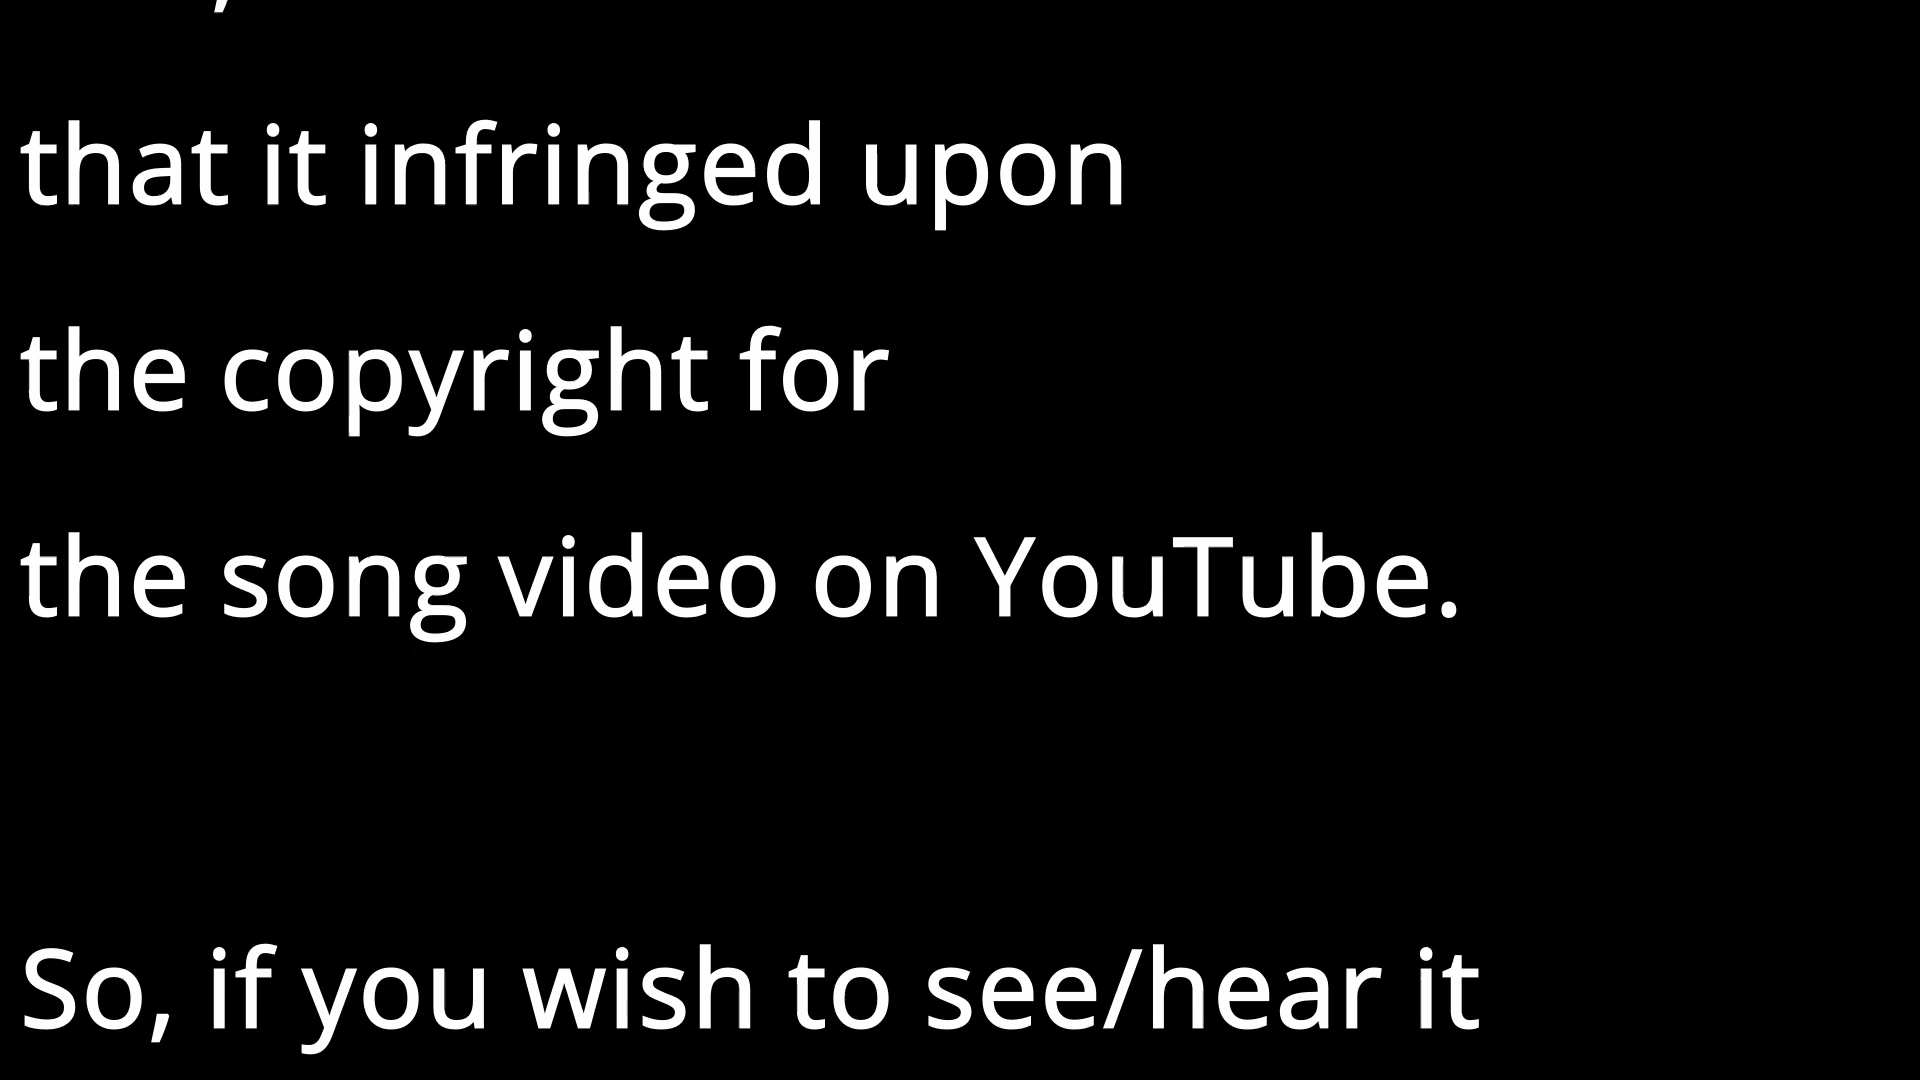 that it infringed upon
the copyright for
the song video on YouTube.
So, if you wish to see/hear it